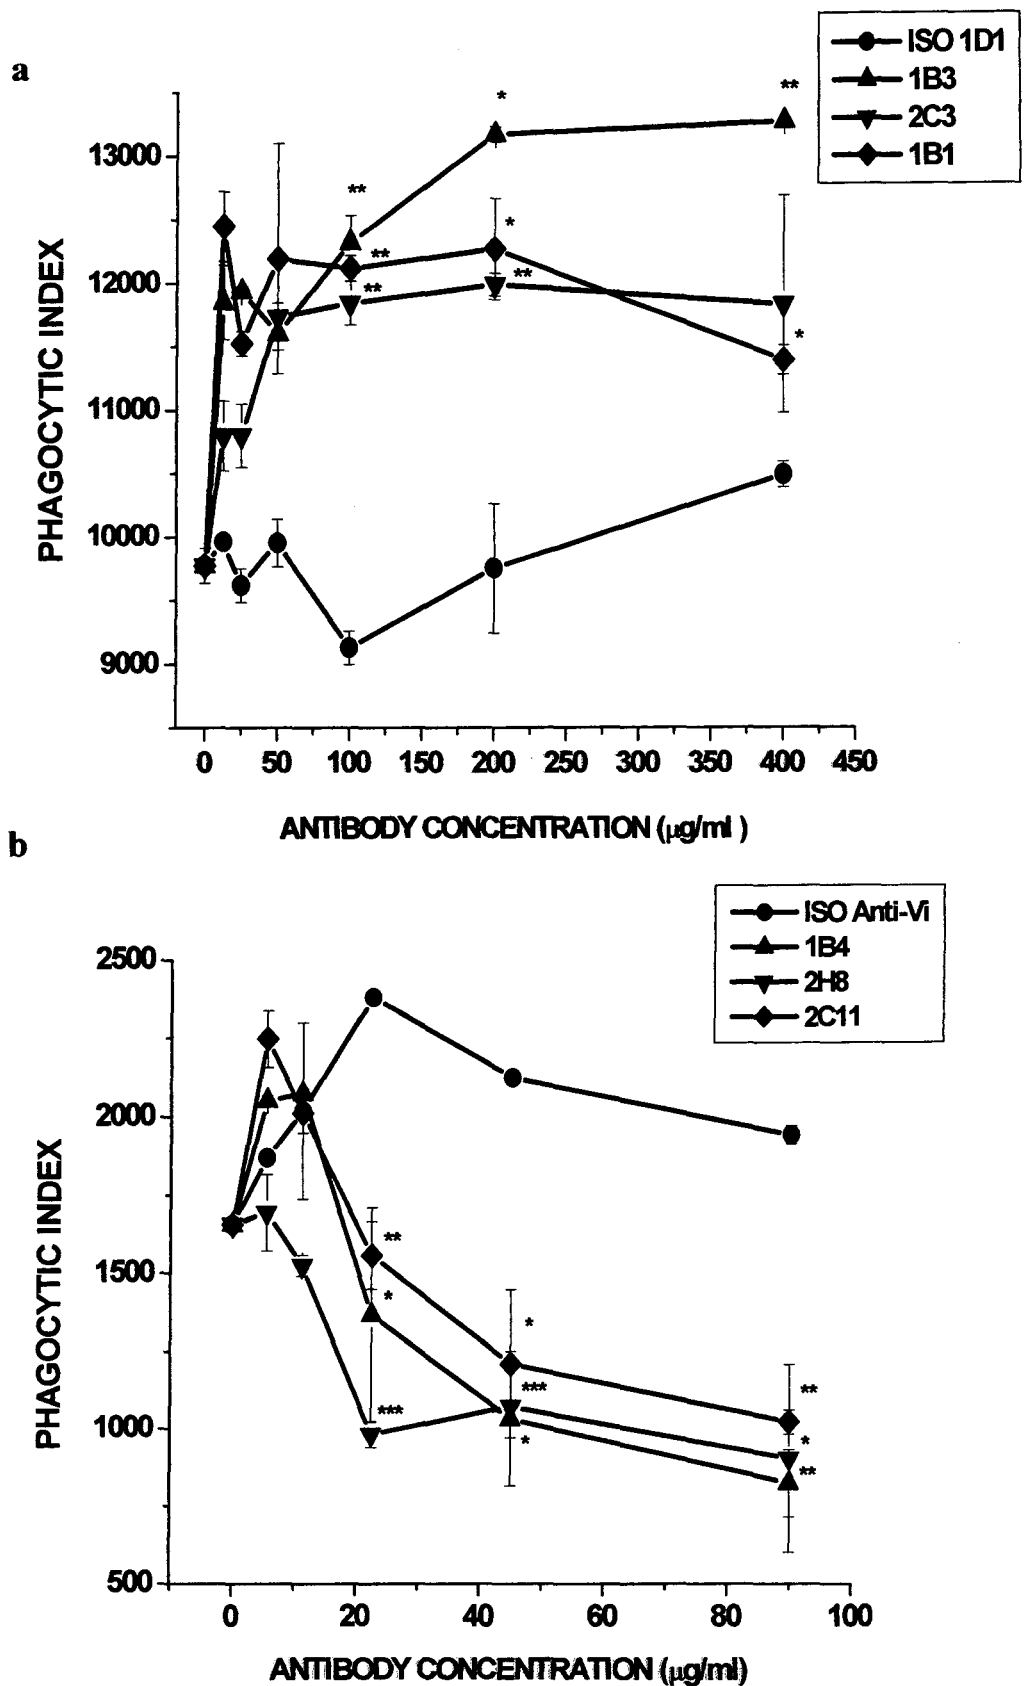 a
ISO 1D1
1B3
2C3
1B1
PHAGOCYTIC INDEX
13000
12000
11000
10000
9000
*
**
**
*
**
*
**
**
*
0 50 100 150 200 250 300 350 400 450
ANTIBODY CONCENTRATION (μg/ml )
b
ISO Anti-Vi
1B4
2H8
2C11
PHAGOCYTIC INDEX
2500
2000
1500
1000
500
**
*
***
*
***
*
**
*
**
0 20 40 60 80 100
ANTIBODY CONCENTRATION (μg/ml)